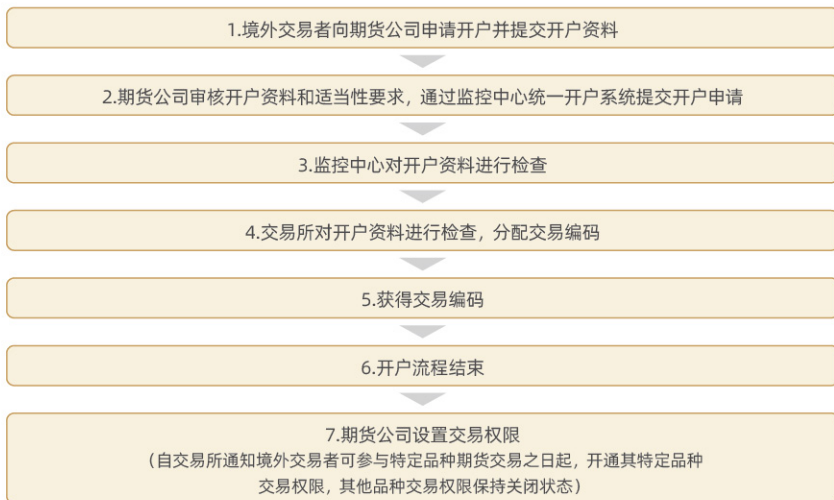 1.境外交易者向期货公司申请开户并提交开户资料
2.期货公司审核开户资料和适当性要求，通过监控中心统一开户系统提交开户申请
3.监控中心对开户资料进行检查
4.交易所对开户资料进行检查，分配交易编码
5.获得交易编码
6.开户流程结束
7.期货公司设置交易权限
（自交易所通知境外交易者可参与特定品种期货交易之日起，开通其特定品种
交易权限，其他品种交易权限保持关闭状态）